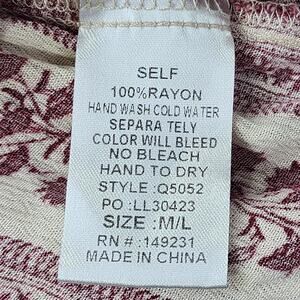 SELF
100%RAYON
HAND WASH COLD WATER
SEPARA TELY
COLOR WILL BLEED
NO BLEACH
HAND TO DRY
STYLE :Q5052
PO :LL30423
SIZE : M/L
RN # :149231
MADE IN CHINA